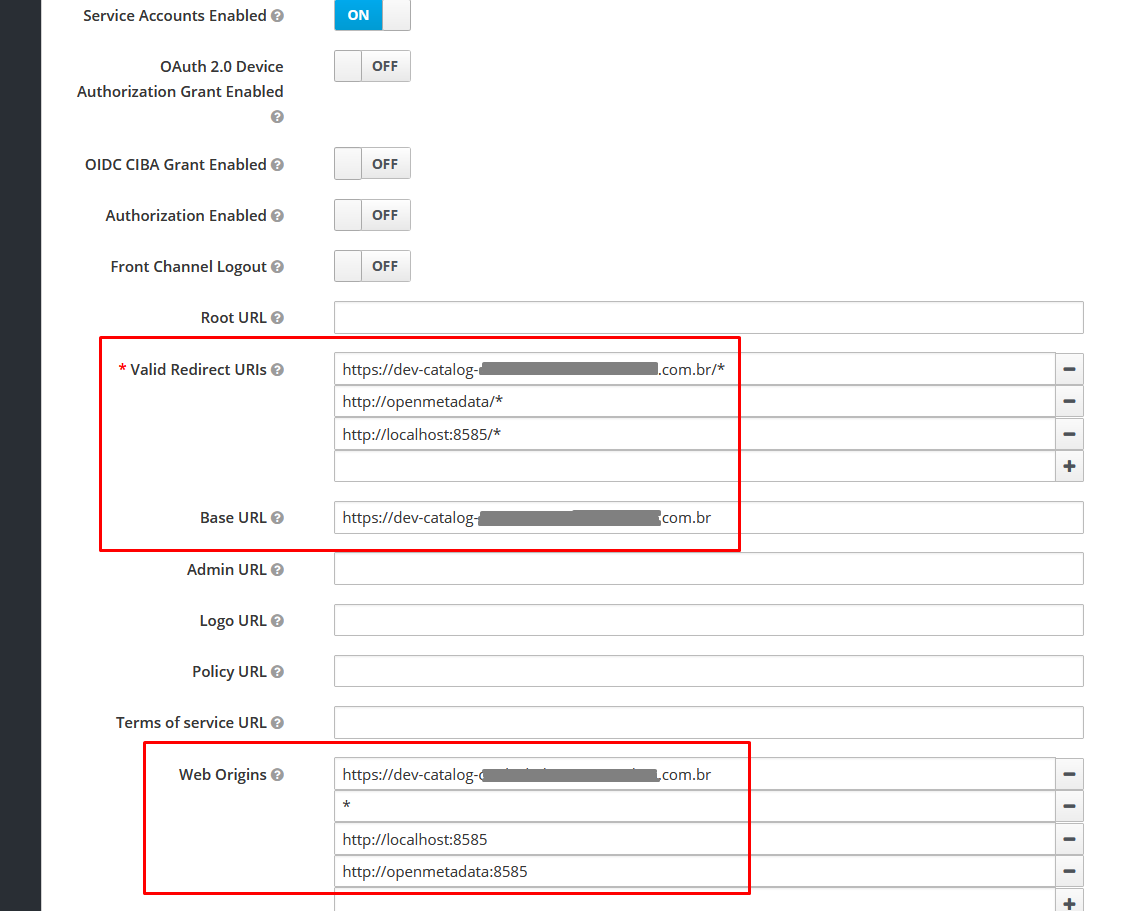 Service Accounts Enabled
ON
OAuth 2.0 Device
Authorization Grant Enabled
OFF
OIDC CIBA Grant Enabled
OFF
Authorization Enabled
OFF
Front Channel Logout
OFF
Root URL
* Valid Redirect URIs
https://dev-catalog- .com.br/*
http://openmetadata/*
http://localhost:8585/*
Base URL
https://dev-catalog- com.br
Admin URL
Logo URL
Policy URL
Terms of service URL
Web Origins
https://dev-catalog- .com.br
*
http://localhost:8585
http://openmetadata:8585